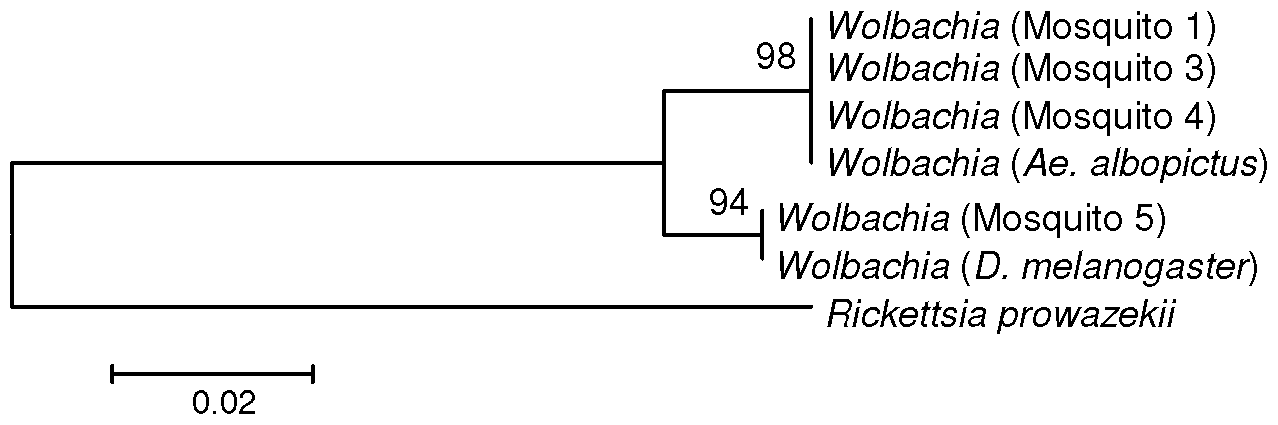 Wolbachia (Mosquito 1)
98
Wolbachia (Mosquito 3)
Wolbachia (Mosquito 4)
Wolbachia (Ae. albopictus)
94
Wolbachia (Mosquito 5)
Wolbachia (D. melanogaster)
Rickettsia prowazekii
0.02